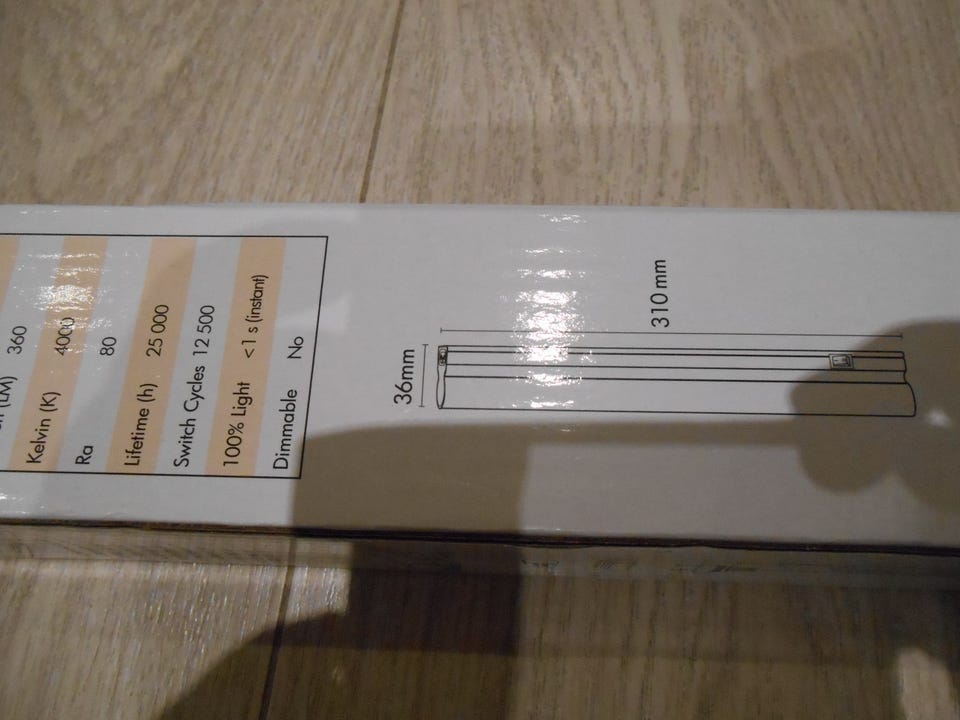 360
Kelvin (K) 4000
Ra 80
Lifetime (h) 25 000
Switch Cycles 12 500
100% Light <1 s (instant)
Dimmable No
36mm
310 mm